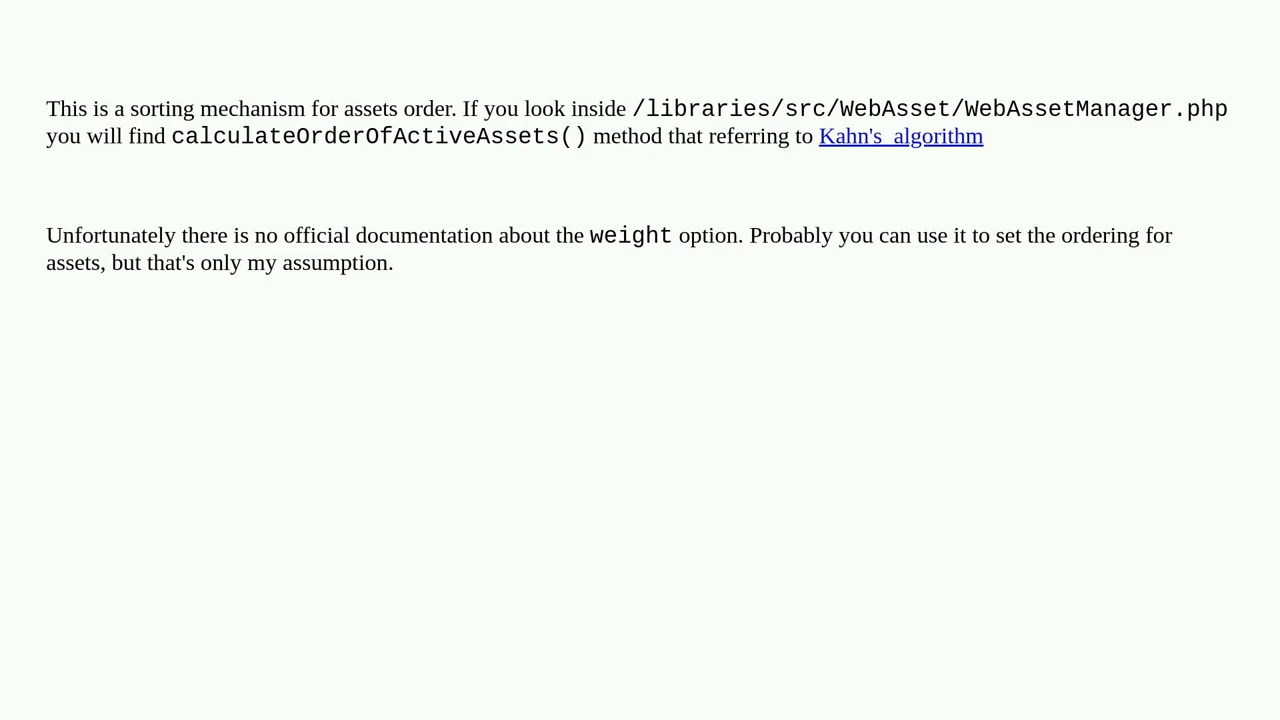 This is a sorting mechanism for assets order. If you look inside /libraries/src/WebAsset/WebAssetManager.php
you will find calculateOrderOfActiveAssets() method that referring to Kahn's_algorithm
Unfortunately there is no official documentation about the weight option. Probably you can use it to set the ordering for
assets, but that's only my assumption.